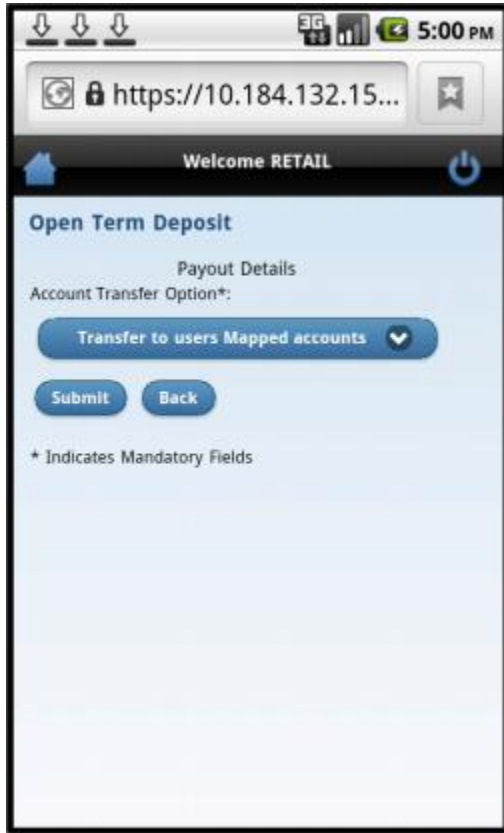 3G 5:00 PM
https://10.184.132.15...
Welcome RETAIL
Open Term Deposit
Payout Details
Account Transfer Option*:
Transfer to users Mapped accounts
Submit Back
* Indicates Mandatory Fields